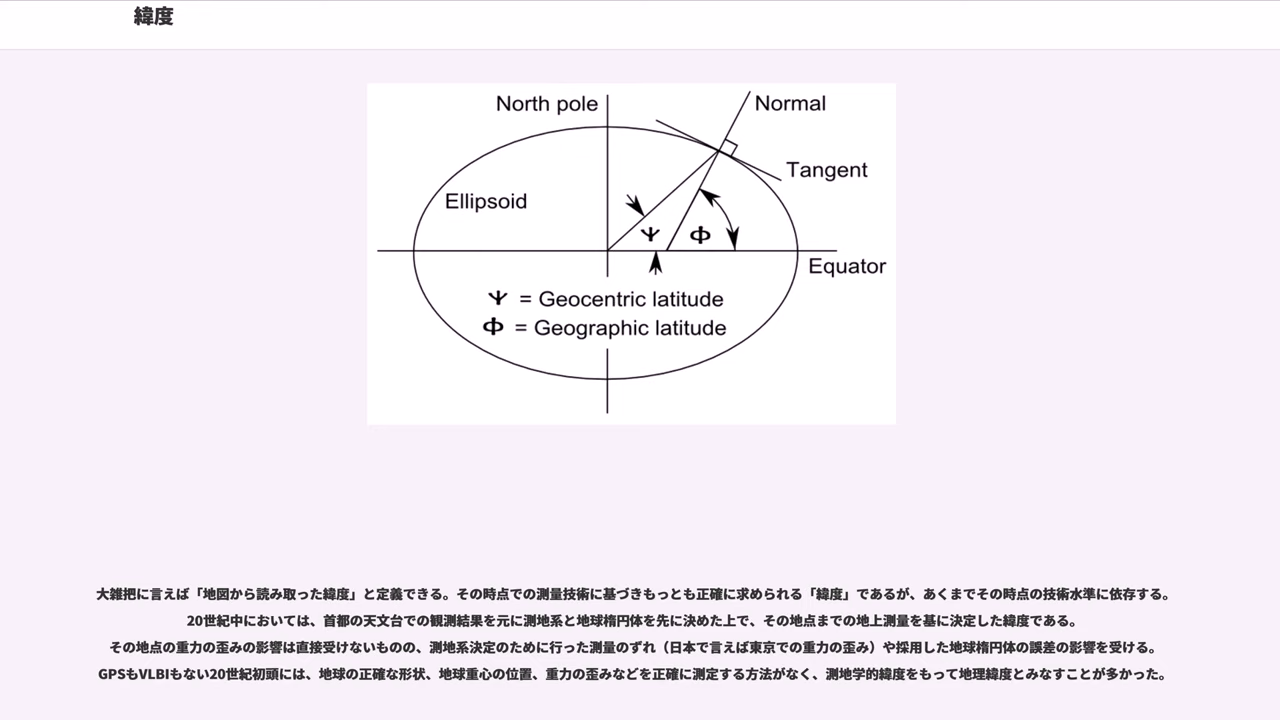 緯度
North pole
Normal
Tangent
Ellipsoid
Ψ
Φ
Equator
Ψ = Geocentric latitude
Φ = Geographic latitude
大雑把に言えば「地図から読み取った緯度」と定義できる。その時点での測量技術に基づきもっとも正確に求められる「緯度」であるが、あくまでその時点の技術水準に依存する。
20世紀中においては、首都の天文台での観測結果を元に測地系と地球楕円体を先に決めた上で、その地点までの地上測量を基に決定した緯度である。
その地点の重力の歪みの影響は直接受けないものの、測地系決定のために行った測量のずれ（日本で言えば東京での重力の歪み）や採用した地球楕円体の誤差の影響を受ける。
GPSもVLBIもない20世紀初頭には、地球の正確な形状、地球重心の位置、重力の歪みなどを正確に測定する方法がなく、測地学的緯度をもって地理緯度とみなすことが多かった。